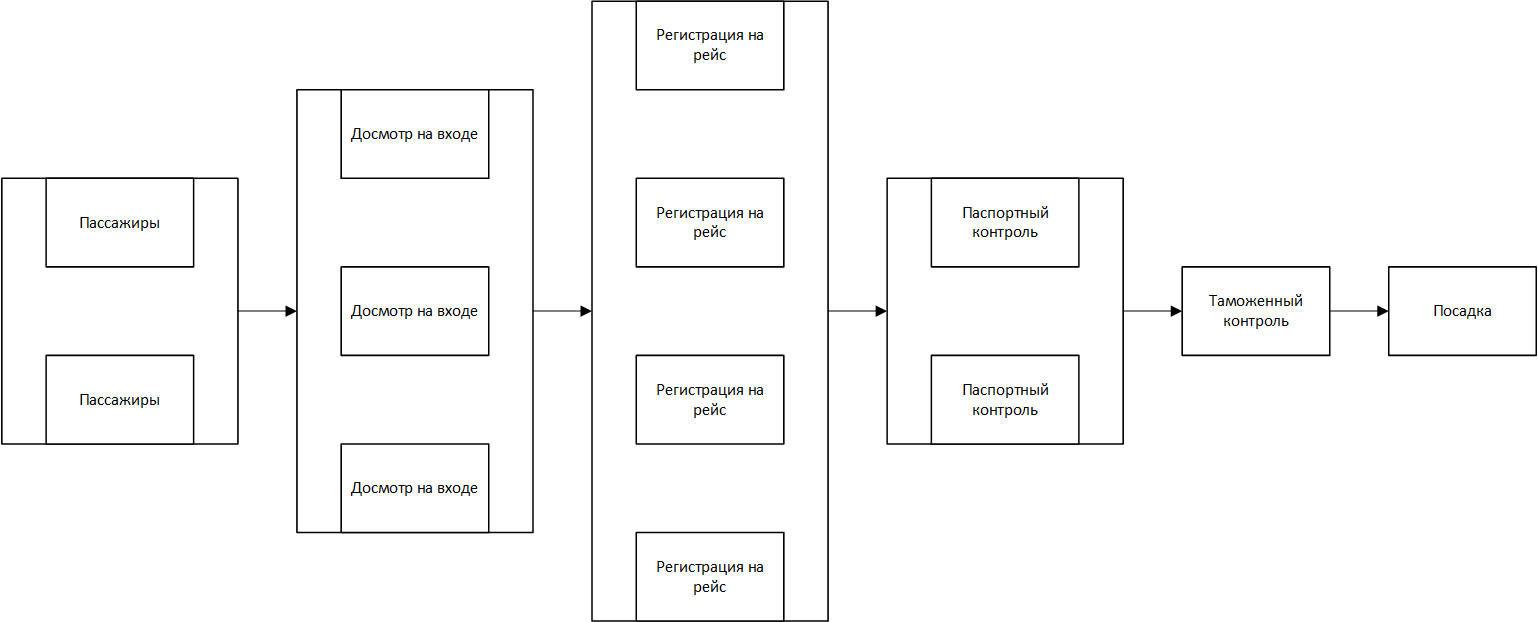 Пассажиры
Пассажиры
Досмотр на входе
Досмотр на входе
Досмотр на входе
Регистрация на
рейс
Регистрация на
рейс
Регистрация на
рейс
Регистрация на
рейс
Паспортный
контроль
Паспортный
контроль
Таможенный
контроль
Посадка